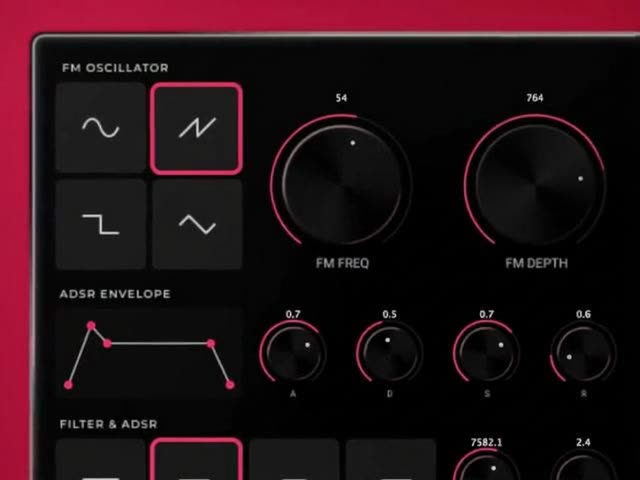 FM OSCILLATOR
54
764
FM FREQ
FM DEPTH
ADSR ENVELOPE
0.7
0.5
0.7
0.6
A
D
S
R
FILTER & ADSR
7582.1
2.4